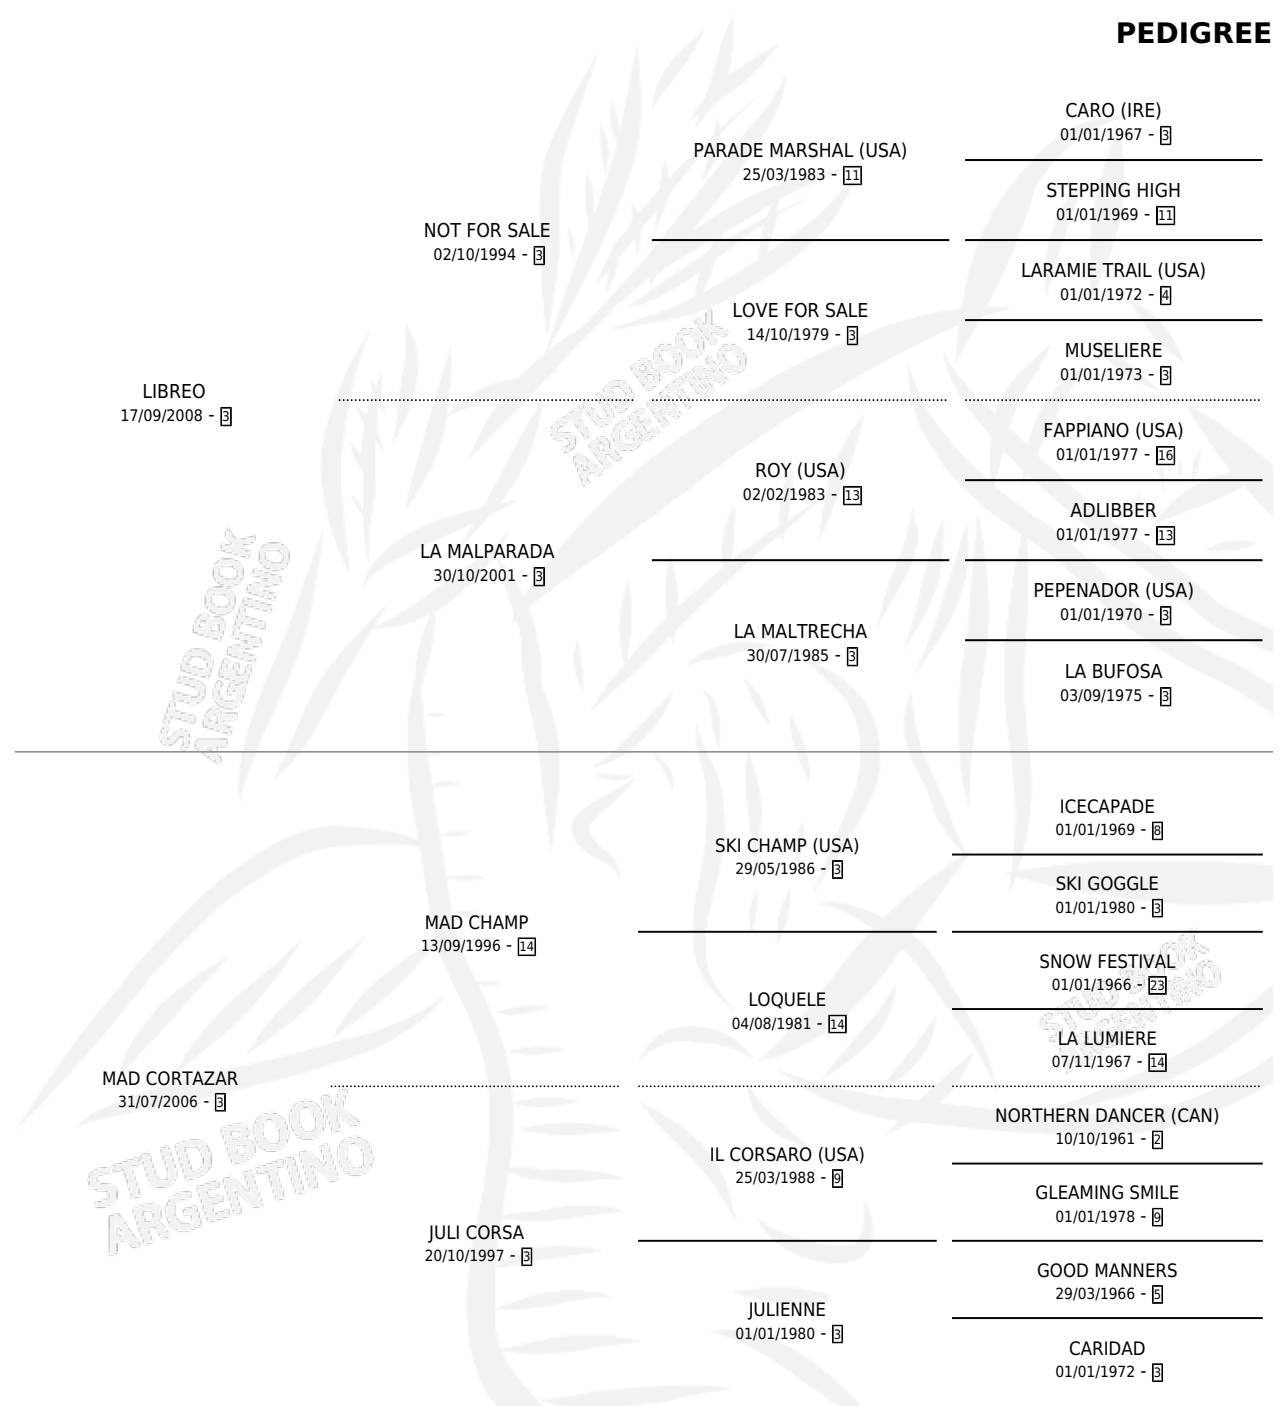 PEDIGREE
CARO (IRE)
01/01/1967 - 3
PARADE MARSHAL (USA)
25/03/1983 - 11
STEPPING HIGH
01/01/1969 - 11
NOT FOR SALE
02/10/1994 - 3
LARAMIE TRAIL (USA)
01/01/1972 - 4
LOVE FOR SALE
14/10/1979 - 3
MUSELIERE
01/01/1973 - 3
LIBREO
17/09/2008 - 3
STUD BOOK
ARGENTINO
FAPPIANO (USA)
01/01/1977 - 16
ROY (USA)
02/02/1983 - 13
ADLIBBER
01/01/1977 - 13
LA MALPARADA
30/10/2001 - 3
PEPENADOR (USA)
01/01/1970 - 3
LA MALTRECHA
30/07/1985 - 3
LA BUFOSA
03/09/1975 - 3
STUD BOOK
ARGENTINO
ICECAPADE
01/01/1969 - 8
SKI CHAMP (USA)
29/05/1986 - 3
SKI GOGGLE
01/01/1980 - 3
MAD CHAMP
13/09/1996 - 14
SNOW FESTIVAL
01/01/1966 - 23
LOQUELE
04/08/1981 - 14
LA LUMIERE
07/11/1967 - 14
STUD BOOK
ARGENTINO
MAD CORTAZAR
31/07/2006 - 3
NORTHERN DANCER (CAN)
10/10/1961 - 2
IL CORSARO (USA)
25/03/1988 - 9
GLEAMING SMILE
01/01/1978 - 9
STUD BOOK
ARGENTINO
JULI CORSA
20/10/1997 - 3
GOOD MANNERS
29/03/1966 - 5
JULIENNE
01/01/1980 - 3
CARIDAD
01/01/1972 - 3